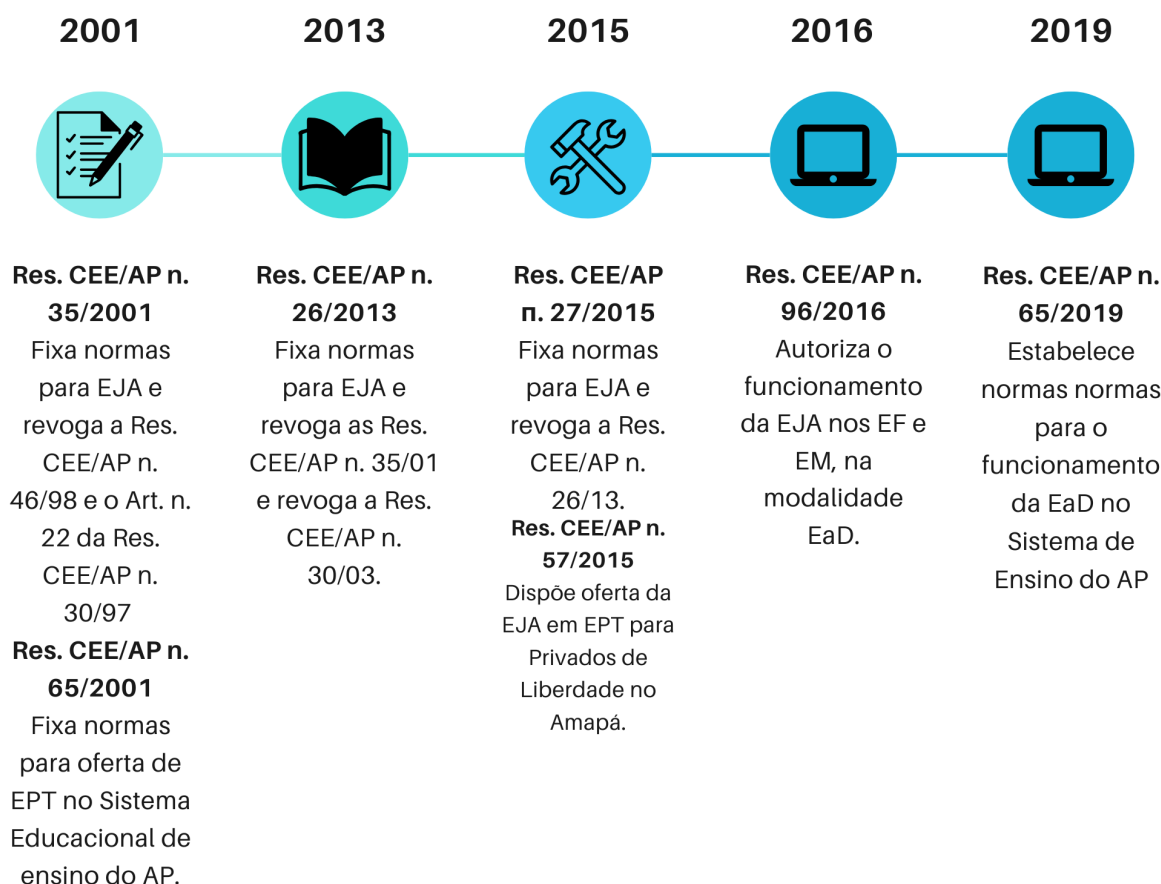 2001
Res. CEE/AP n.
35/2001
Fixa normas
para EJA e
revoga a Res.
CEE/AP n.
46/98 e o Art. n.
22 da Res.
CEE/AP n.
30/97
Res. CEE/AP n.
65/2001
Fixa normas
para oferta de
EPT no Sistema
Educacional de
ensino do AP.
2013
Res. CEE/AP n.
26/2013
Fixa normas
para EJA e
revoga as Res.
CEE/AP n. 35/01
e revoga a Res.
CEE/AP n.
30/03.
2015
Res. CEE/AP
п. 27/2015
Fixa normas
para EJA e
revoga a Res.
CEE/AP n.
26/13.
Res. CEE/AP n.
57/2015
Dispõe oferta da
EJA em EPT para
Privados de
Liberdade no
Amapá.
2016
Res. CEE/AP n.
96/2016
Autoriza o
funcionamento
da EJA nos EF e
EM, na
modalidade
EaD.
2019
Res. CEE/AP n.
65/2019
Estabelece
normas normas
para o
funcionamento
da EaD no
Sistema de
Ensino do AP